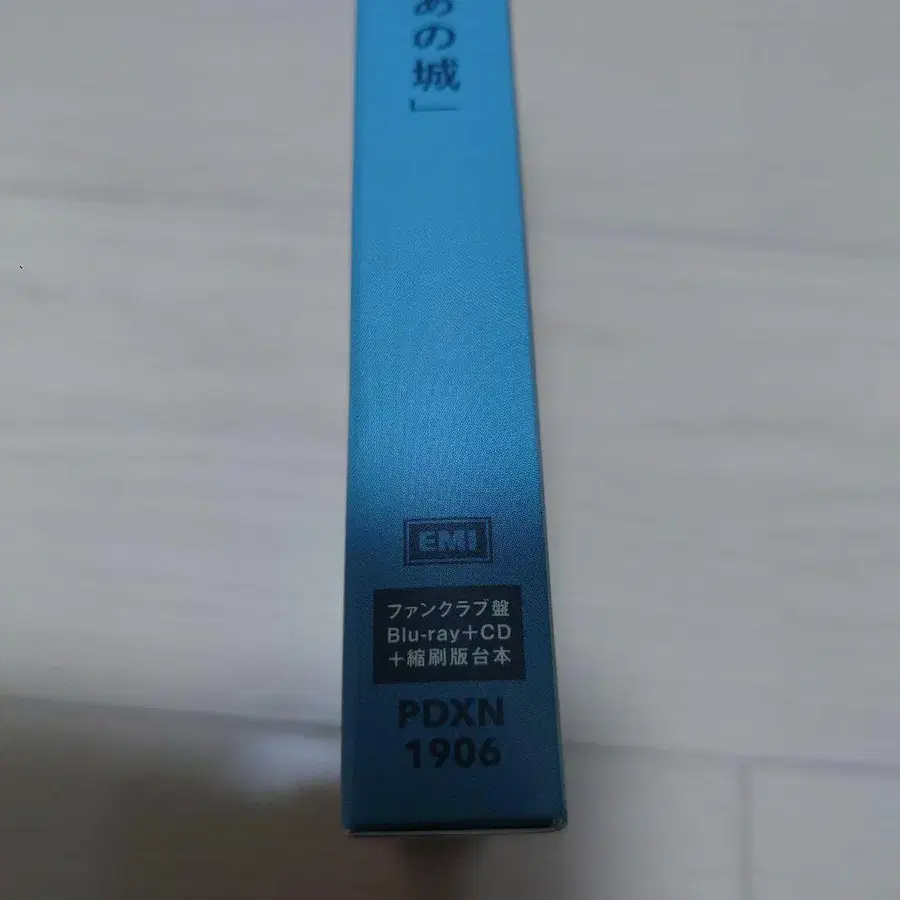 あの城」
EMI
ファンクラブ盤
Blu-ray+CD
+縮刷版台本
PDXN
1906